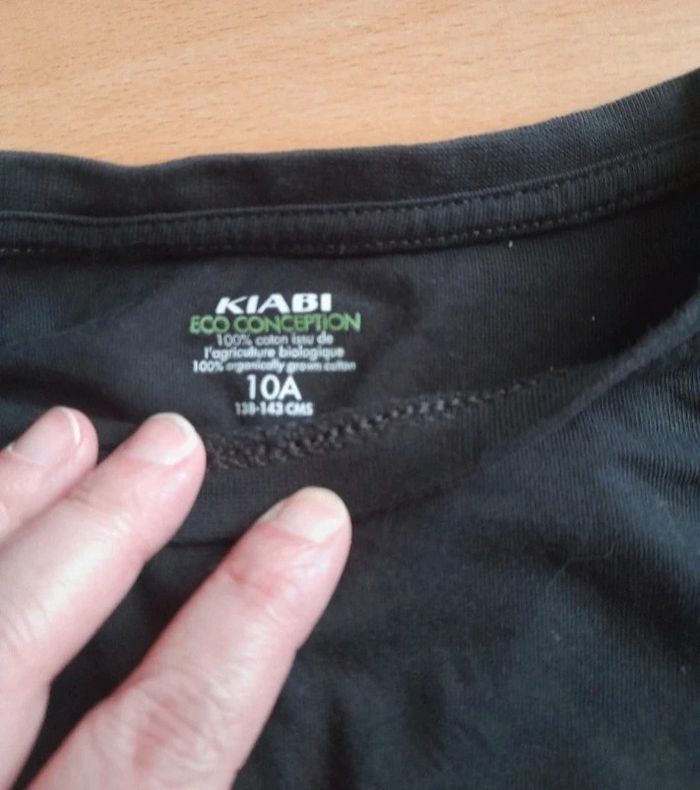 KIABI
ECO CONCEPTION
100% coton issu de
l'agriculture biologique
100% organically grown cotton
10A
138-143 CMS